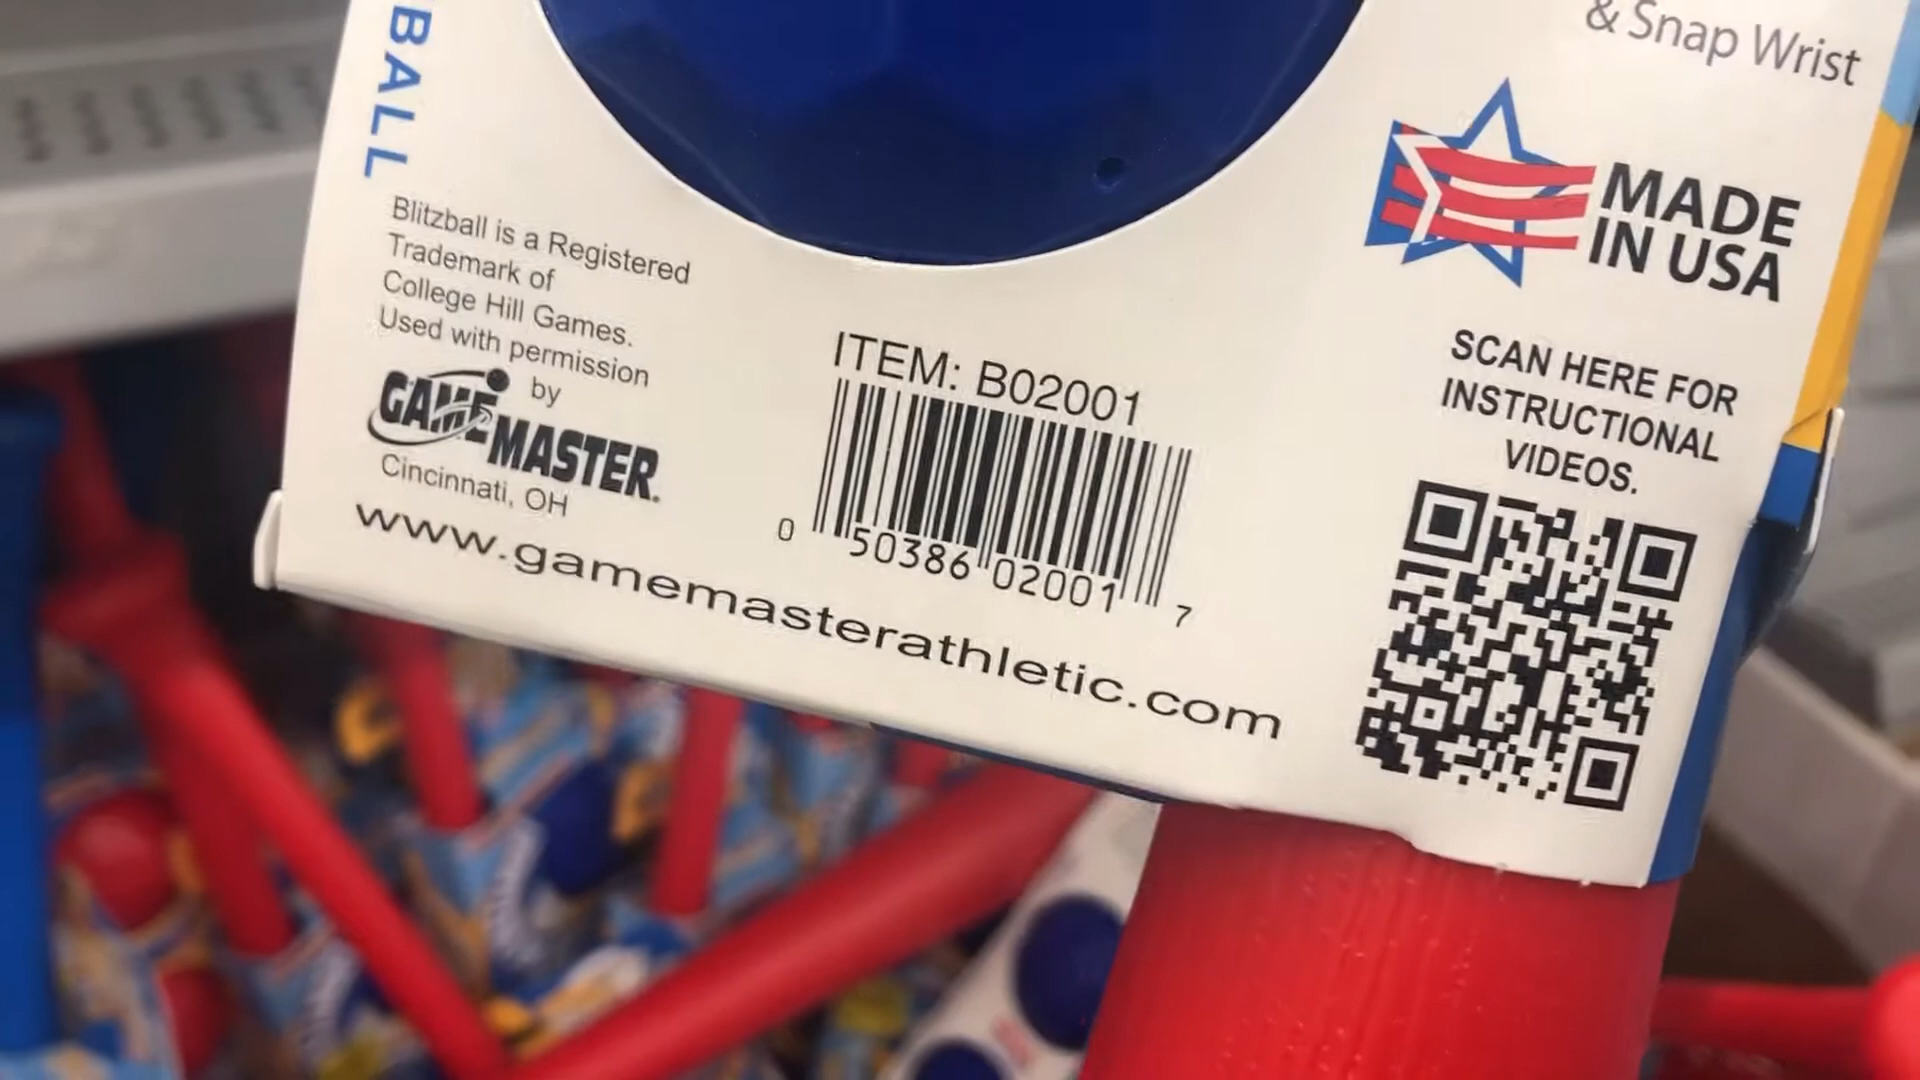 BALL
& Snap Wrist
MADE
IN USA
Blitzball is a Registered
Trademark of
College Hill Games.
Used with permission
by
GAME MASTER.
Cincinnati, OH
www.gamemasterathletic.com
ITEM: B02001
0 50386 02001 7
SCAN HERE FOR
INSTRUCTIONAL
VIDEOS.